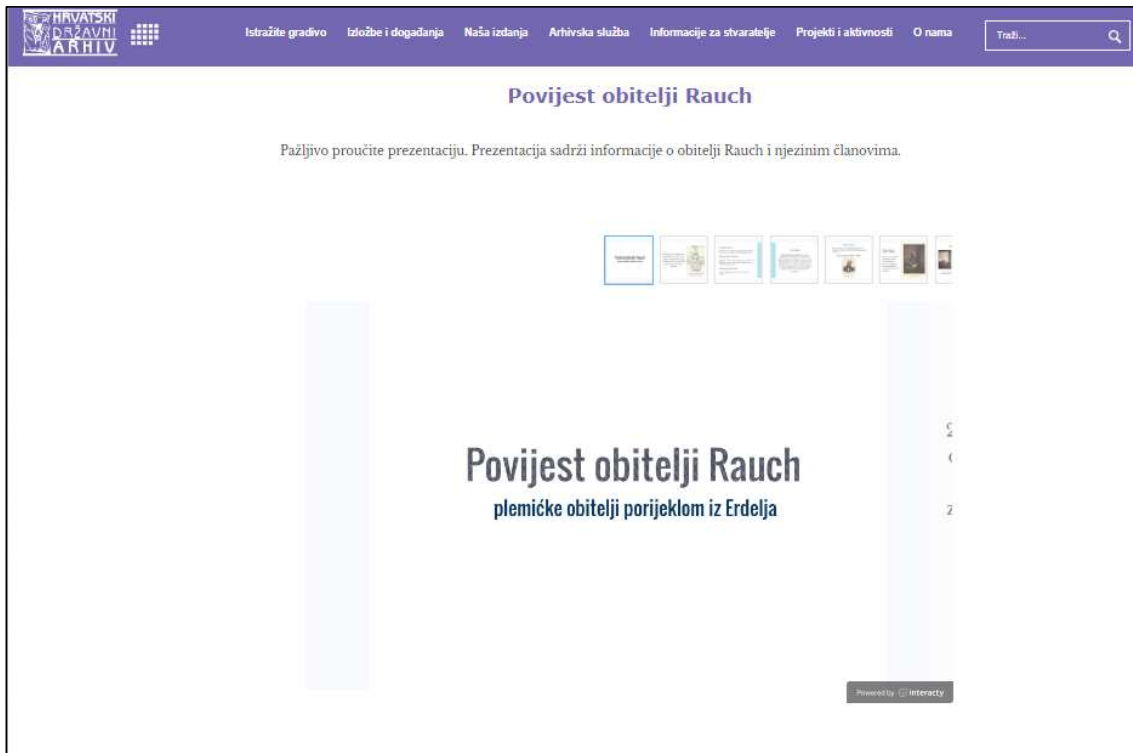 HRVATSKI
DRŽAVNI
ARHIV
Istražite gradivo Izložbe i događanja Naša izdanja Arhivska služba Informacije za stvaratelje Projekti i aktivnosti O nama Traži...
Povijest obitelji Rauch
Pažljivo proučite prezentaciju. Prezentacija sadrži informacije o obitelji Rauch i njezinim članovima.
Povijest obitelji Rauch
plemićke obitelji porijeklom iz Erdelja
Powered by interacty